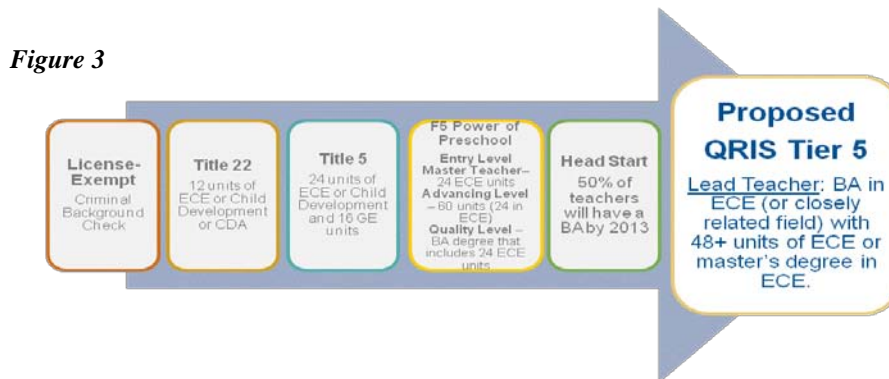 Figure 3
License-
Exempt
Criminal
Background
Check
Title 22
12 units of
ECE or Child
Development
or CDA
Title 5
24 units of
ECE or Child
Development
and 16 GE
units
F5 Power of
Preschool
Entry Level
Master Teacher–
24 ECE units
Advancing Level
– 60 units (24 in
ECE)
Quality Level –
BA degree that
includes 24 ECE
units
Head Start
50% of
teachers
will have a
BA by 2013
Proposed
QRIS Tier 5
Lead Teacher: BA in
ECE (or closely
related field) with
48+ units of ECE or
master's degree in
ECE.